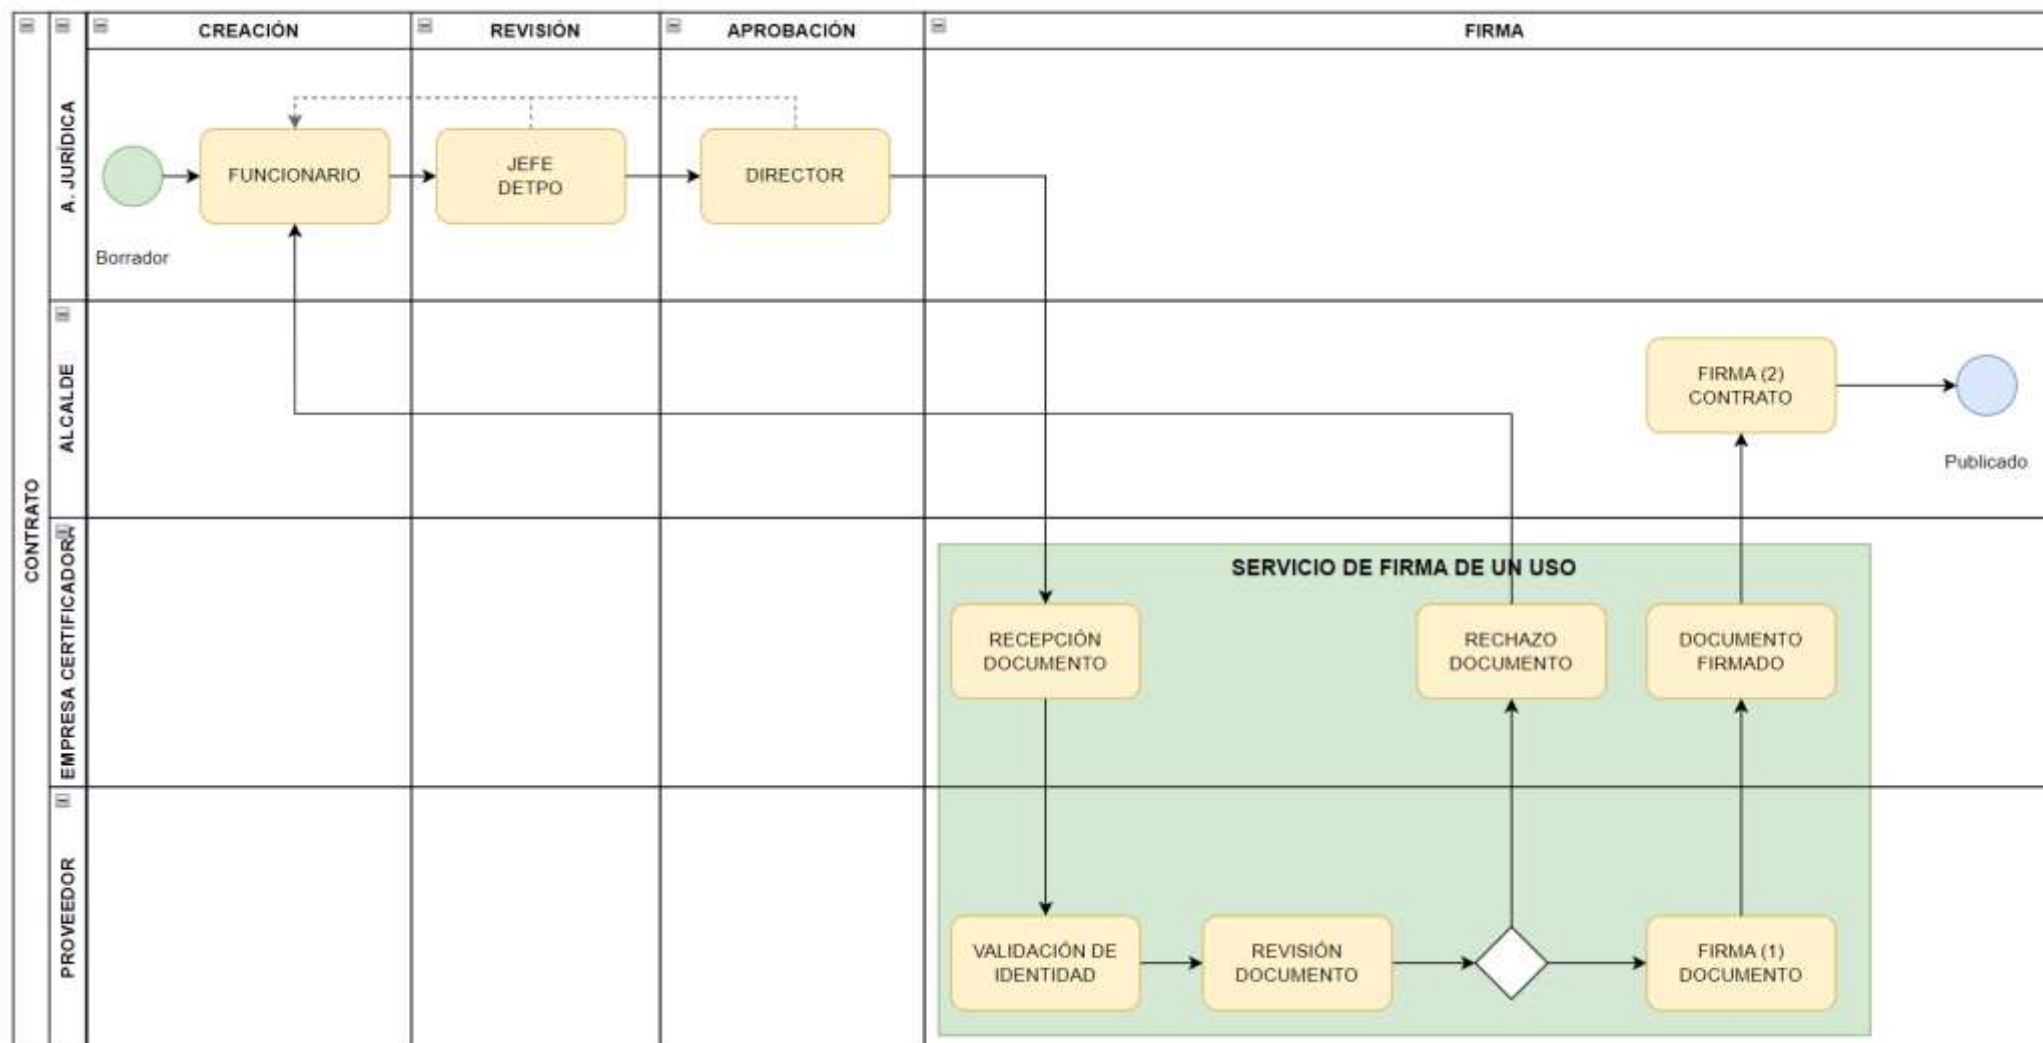 CREACIÓN
REVISIÓN
APROBACIÓN
FIRMA
CONTRATO
A. JURÍDICA
FUNCIONARIO
JEFE
DETPO
DIRECTOR
Borrador
ALCALDE
FIRMA (2)
CONTRATO
Publicado
EMPRESA CERTIFICADORA
SERVICIO DE FIRMA DE UN USO
RECEPCIÓN
DOCUMENTO
RECHAZO
DOCUMENTO
DOCUMENTO
FIRMADO
PROVEEDOR
VALIDACIÓN DE
IDENTIDAD
REVISIÓN
DOCUMENTO
FIRMA (1)
DOCUMENTO